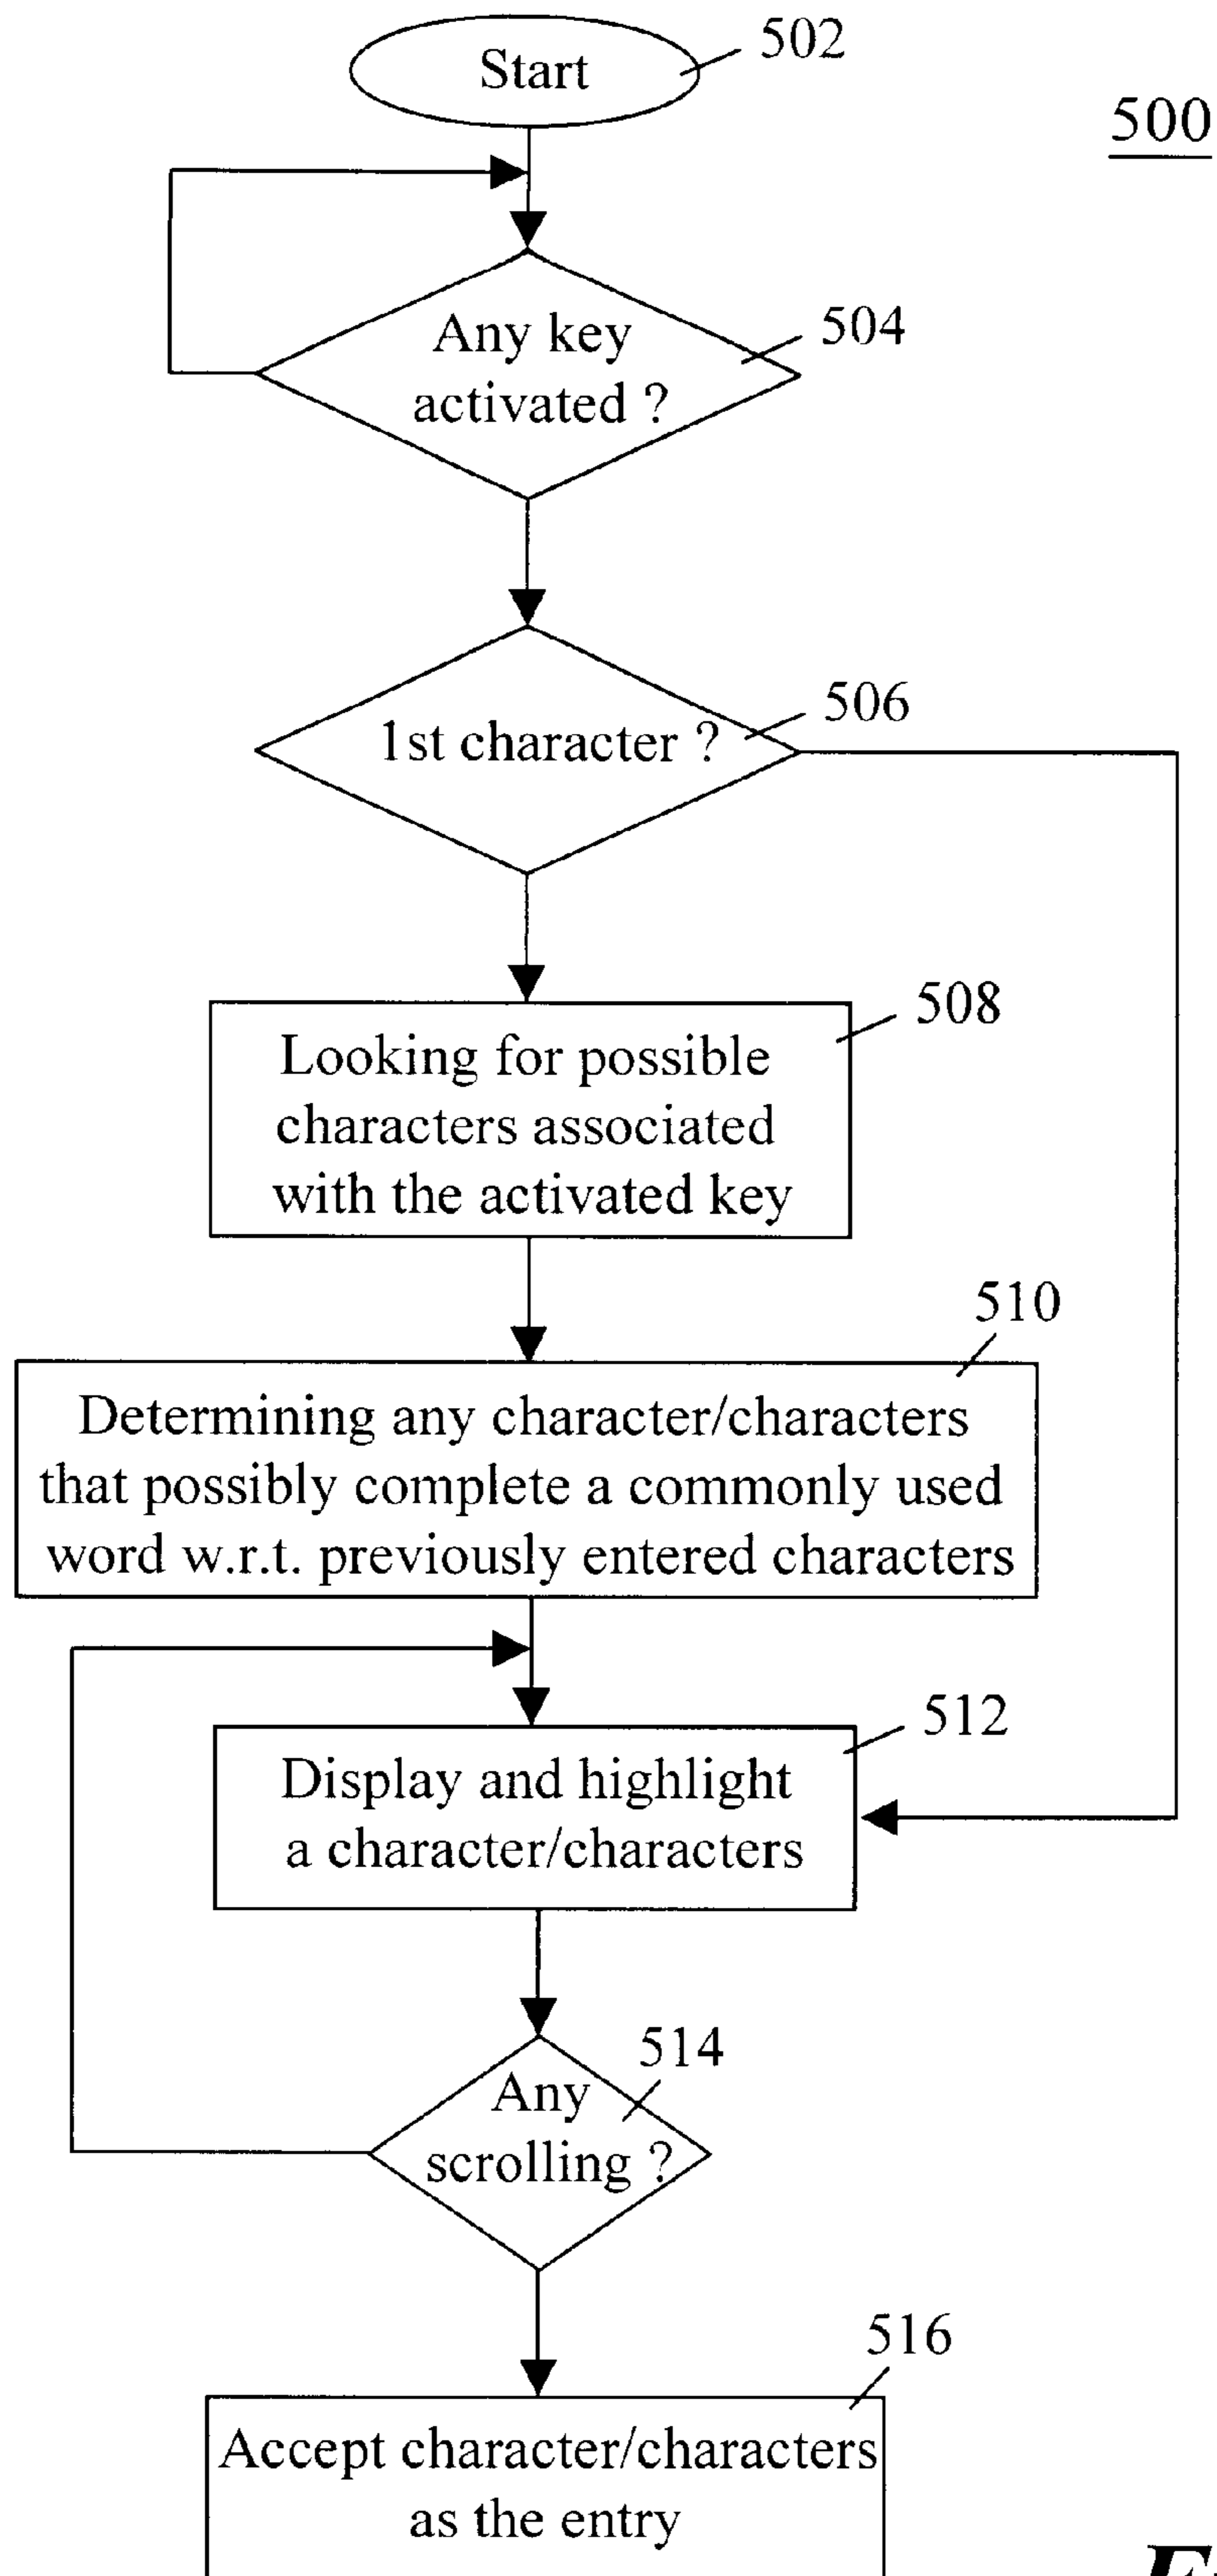 Start
502
500
Any key
activated ?
504
1st character ?
506
Looking for possible
characters associated
with the activated key
508
510
Determining any character/characters
that possibly complete a commonly used
word w.r.t. previously entered characters
512
Display and highlight
a character/characters
514
Any
scrolling ?
516
Accept character/characters
as the entry